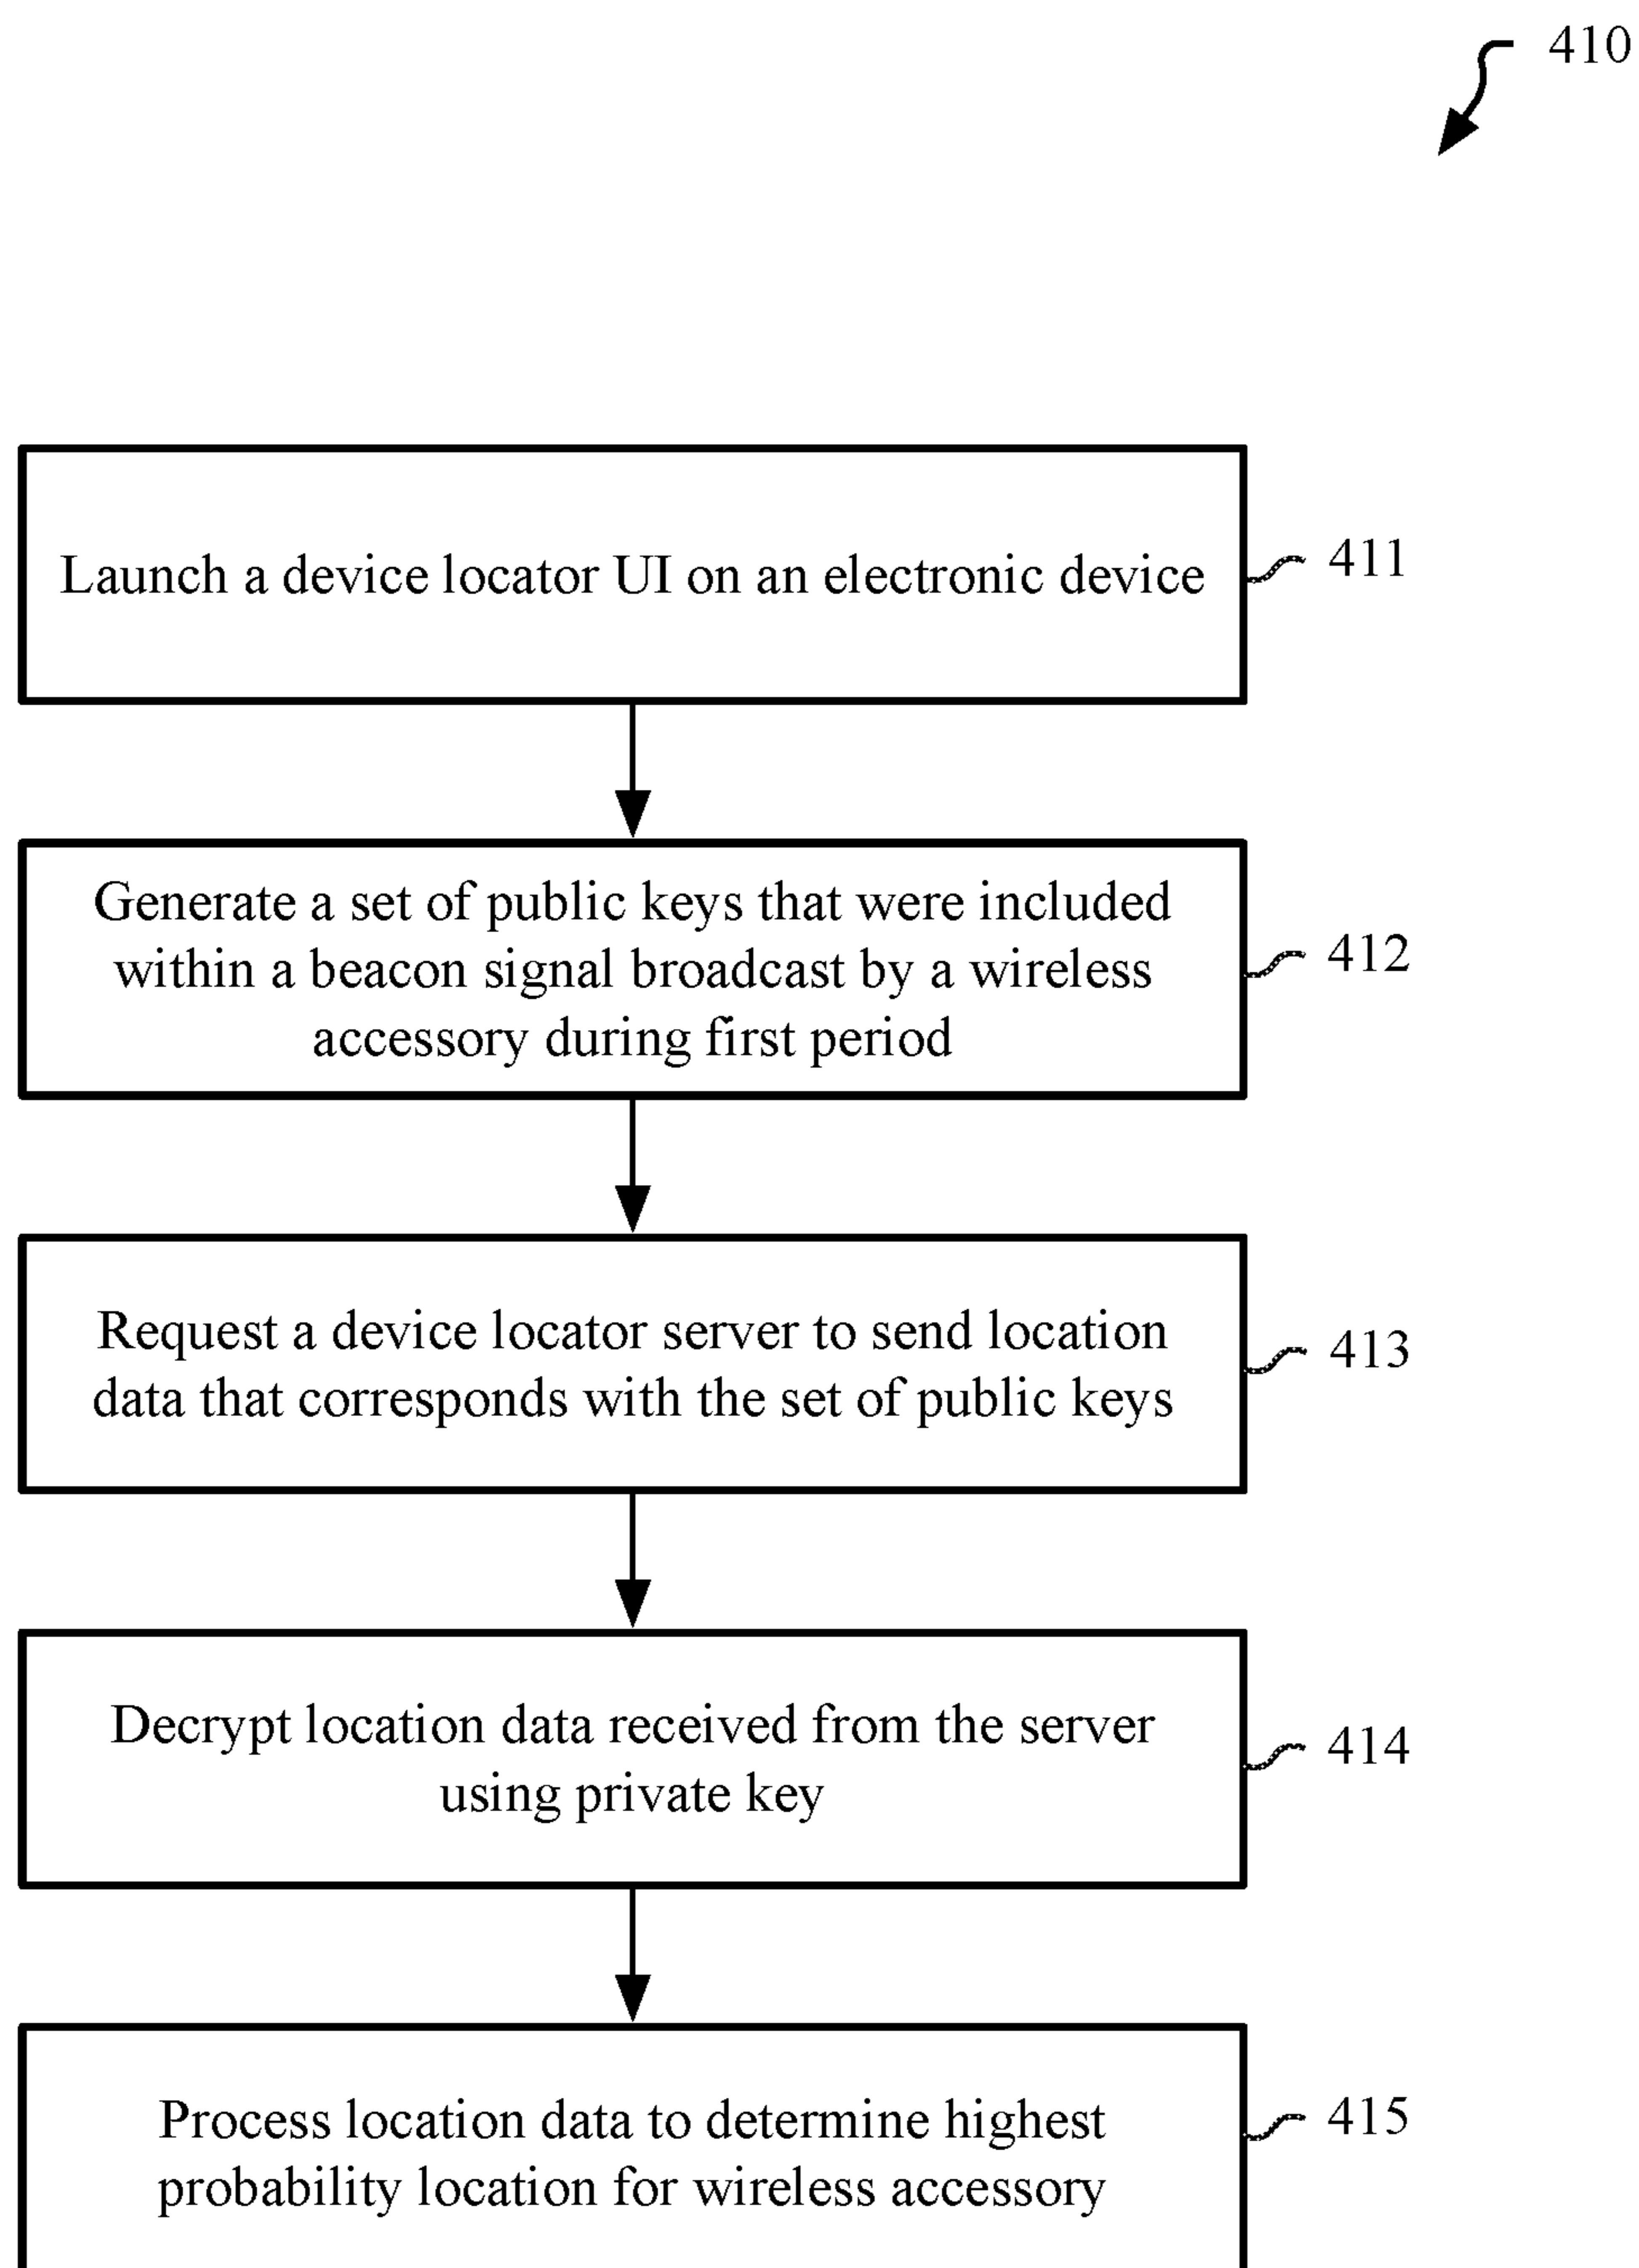 410
Launch a device locator UI on an electronic device
411
Generate a set of public keys that were included
within a beacon signal broadcast by a wireless
accessory during first period
412
Request a device locator server to send location
data that corresponds with the set of public keys
413
Decrypt location data received from the server
using private key
414
Process location data to determine highest
probability location for wireless accessory
415